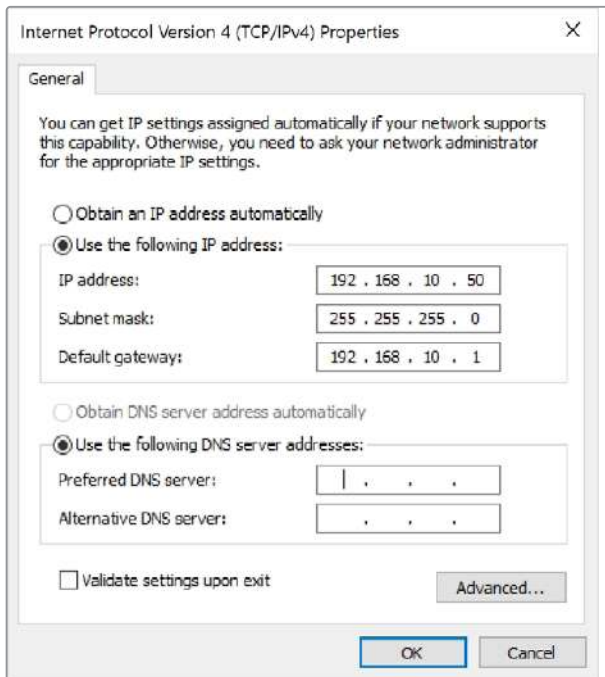 Internet Protocol Version 4 (TCP/IPv4) Properties
General
You can get IP settings assigned automatically if your network supports
this capability. Otherwise, you need to ask your network administrator
for the appropriate IP settings.
Obtain an IP address automatically
Use the following IP address:
IP address: 192 . 168 . 10 . 50
Subnet mask: 255 . 255 . 255 . 0
Default gateway: 192 . 168 . 10 . 1
Obtain DNS server address automatically
Use the following DNS server addresses:
Preferred DNS server: . . .
Alternative DNS server: . . .
Validate settings upon exit
Advanced...
OK Cancel